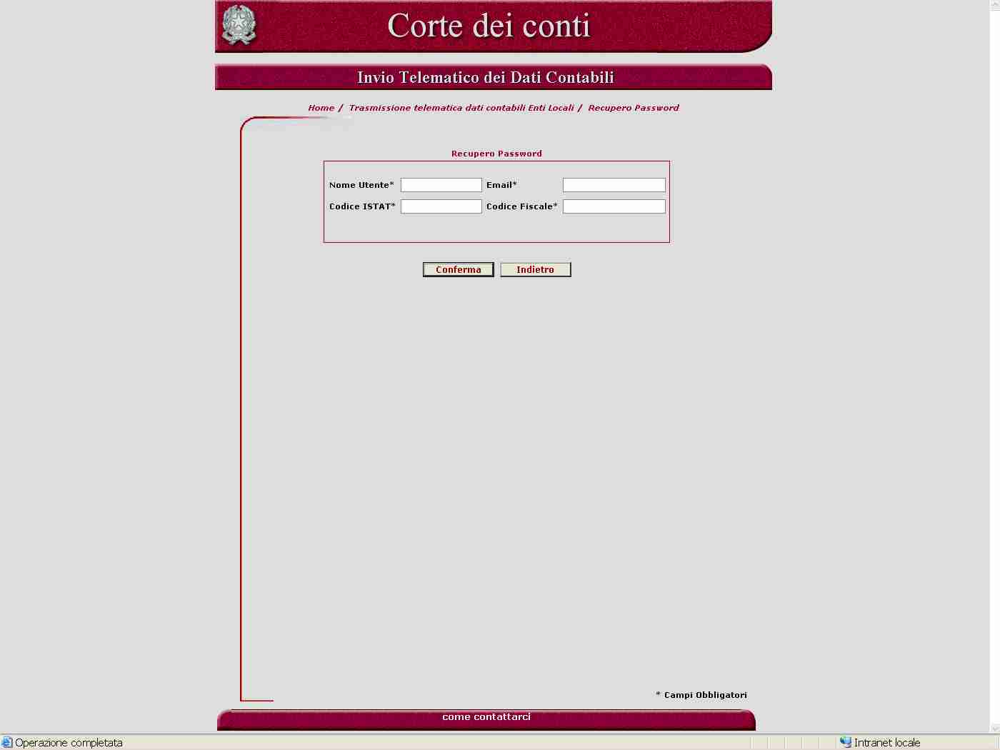 Corte dei conti
Invio Telematico dei Dati Contabili
Home / Trasmissione telematica dati contabili Enti Locali / Recupero Password
Recupero Password
Nome Utente* Email*
Codice ISTAT* Codice Fiscale*
Conferma Indietro
* Campi Obbligatori
come contattarci
Operazione completata Intranet locale